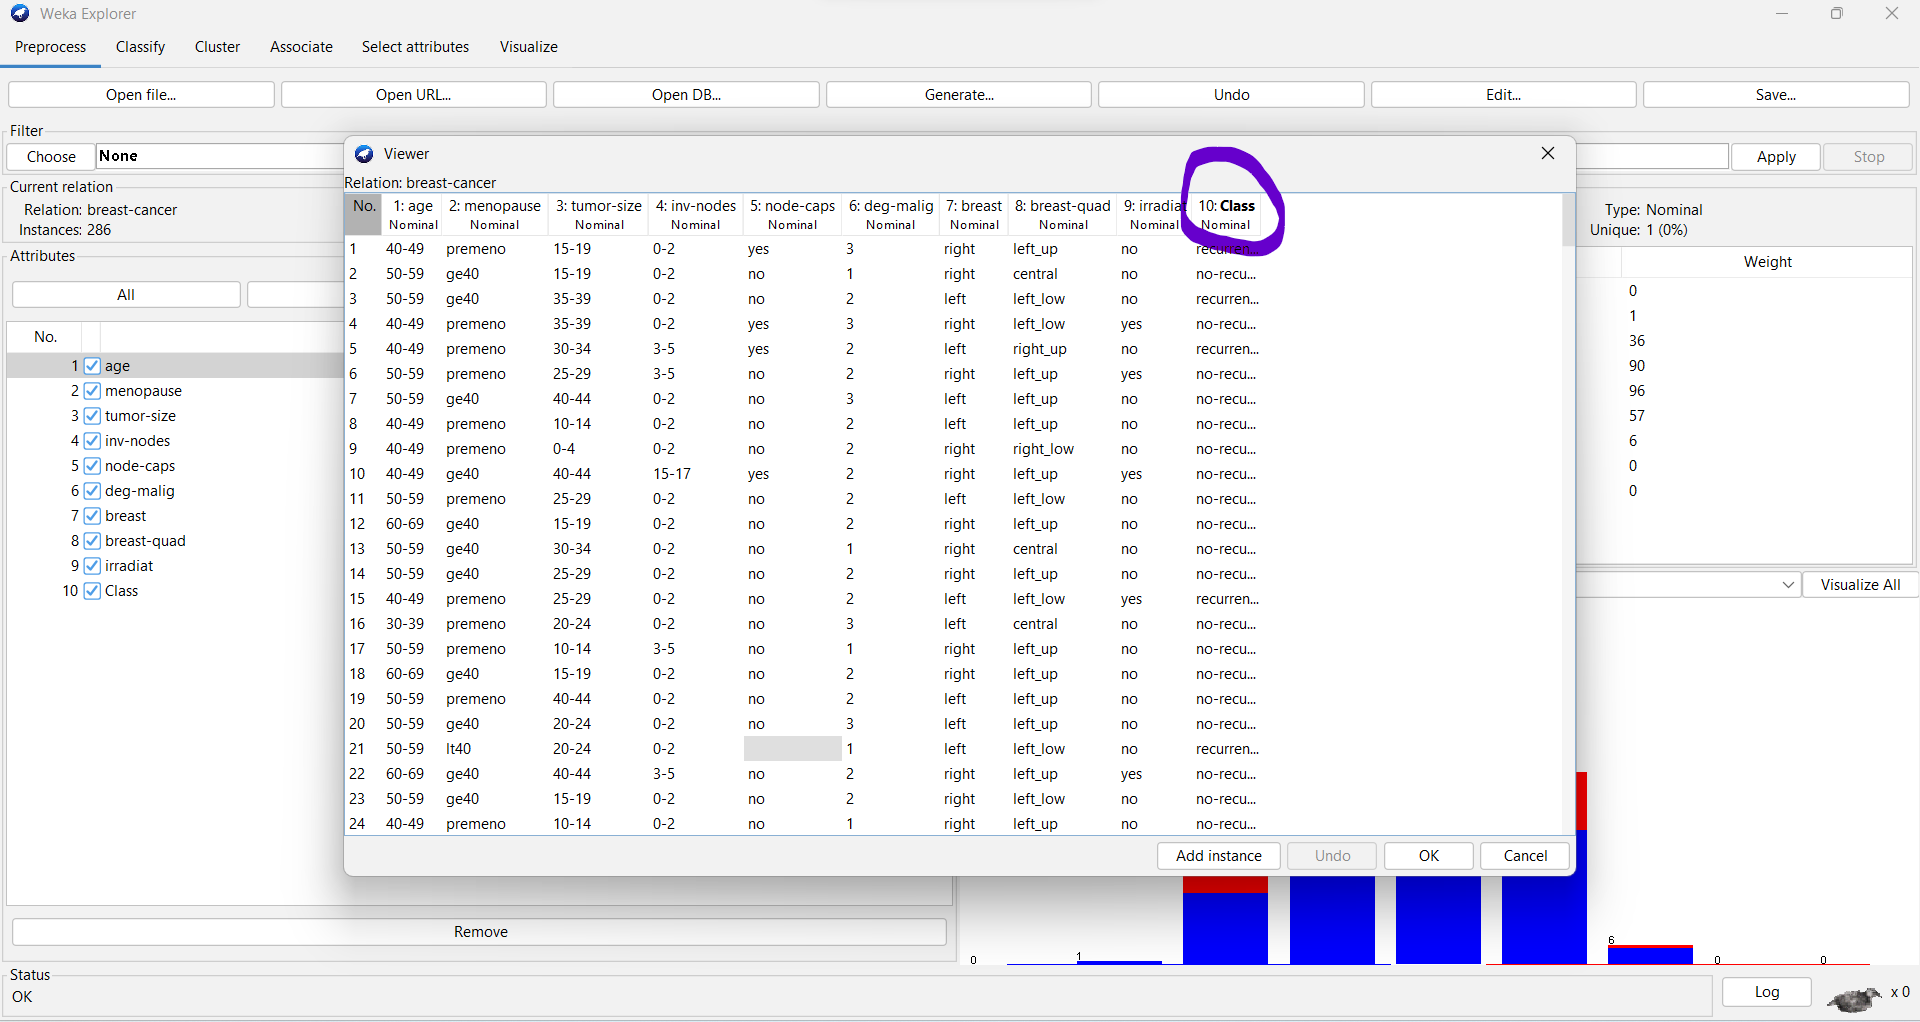 Weka Explorer
Preprocess Classify Cluster Associate Select attributes Visualize
Open file... Open URL... Open DB... Generate... Undo Edit... Save...
Filter
Choose None Apply Stop
Current relation
Relation: breast-cancer
Instances: 286
Type: Nominal
Unique: 1 (0%)
Attributes
All
No.
1 age
2 menopause
3 tumor-size
4 inv-nodes
5 node-caps
6 deg-malig
7 breast
8 breast-quad
9 irradiat
10 Class
Remove
Viewer
Relation: breast-cancer
No. 1: age 2: menopause 3: tumor-size 4: inv-nodes 5: node-caps 6: deg-malig 7: breast 8: breast-quad 9: irradiat 10: Class
Nominal Nominal Nominal Nominal Nominal Nominal Nominal Nominal Nominal Nominal
1 40-49 premeno 15-19 0-2 yes 3 right left_up no recurren...
2 50-59 ge40 15-19 0-2 no 1 right central no no-recu...
3 50-59 ge40 35-39 0-2 no 2 left left_low no recurren...
4 40-49 premeno 35-39 0-2 yes 3 right left_low yes no-recu...
5 40-49 premeno 30-34 3-5 yes 2 left right_up no recurren...
6 50-59 premeno 25-29 3-5 no 2 right left_up yes no-recu...
7 50-59 ge40 40-44 0-2 no 3 left left_up no no-recu...
8 40-49 premeno 10-14 0-2 no 2 left left_up no no-recu...
9 40-49 premeno 0-4 0-2 no 2 right right_low no no-recu...
10 40-49 ge40 40-44 15-17 yes 2 right left_up yes no-recu...
11 50-59 premeno 25-29 0-2 no 2 left left_low no no-recu...
12 60-69 ge40 15-19 0-2 no 2 right left_up no no-recu...
13 50-59 ge40 30-34 0-2 no 1 right central no no-recu...
14 50-59 ge40 25-29 0-2 no 2 right left_up no no-recu...
15 40-49 premeno 25-29 0-2 no 2 left left_low yes recurren...
16 30-39 premeno 20-24 0-2 no 3 left central no no-recu...
17 50-59 premeno 10-14 3-5 no 1 right left_up no no-recu...
18 60-69 ge40 15-19 0-2 no 2 right left_up no no-recu...
19 50-59 premeno 40-44 0-2 no 2 left left_up no no-recu...
20 50-59 ge40 20-24 0-2 no 3 left left_up no no-recu...
21 50-59 lt40 20-24 0-2 1 left left_low no recurren...
22 60-69 ge40 40-44 3-5 no 2 right left_up yes no-recu...
23 50-59 ge40 15-19 0-2 no 2 right left_low no no-recu...
24 40-49 premeno 10-14 0-2 no 1 right left_up no no-recu...
Add instance Undo OK Cancel
Weight
0
1
36
90
96
57
6
0
0
Visualize All
0 1 6 0 0
Status
OK
Log x 0